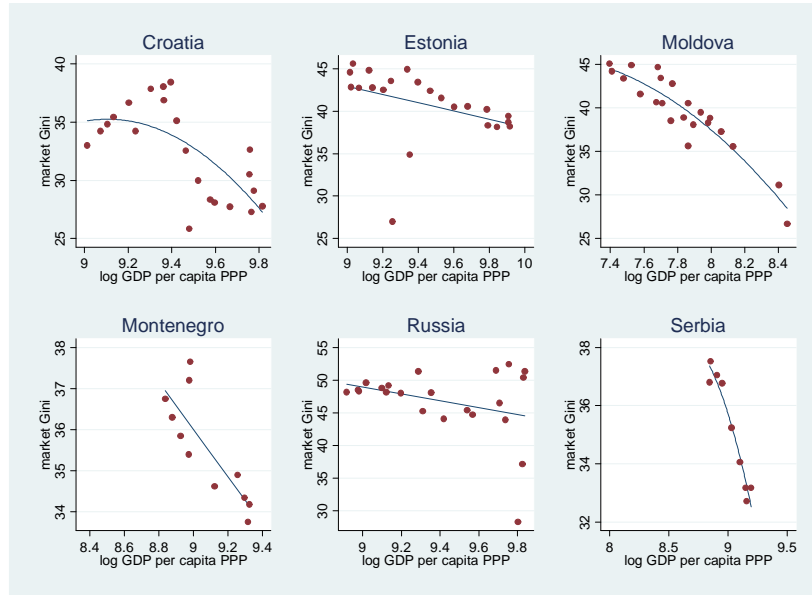 Croatia
market Gini
40
35
30
25
9 9.2 9.4 9.6 9.8
log GDP per capita PPP
Estonia
market Gini
45
40
35
30
25
9 9.2 9.4 9.6 9.8 10
log GDP per capita PPP
Moldova
market Gini
45
40
35
30
25
7.4 7.6 7.8 8 8.2 8.4
log GDP per capita PPP
Montenegro
market Gini
38
37
36
35
34
8.4 8.6 8.8 9 9.2 9.4
log GDP per capita PPP
Russia
market Gini
55
50
45
40
35
30
9 9.2 9.4 9.6 9.8
log GDP per capita PPP
Serbia
market Gini
38
36
34
32
8 8.5 9 9.5
log GDP per capita PPP